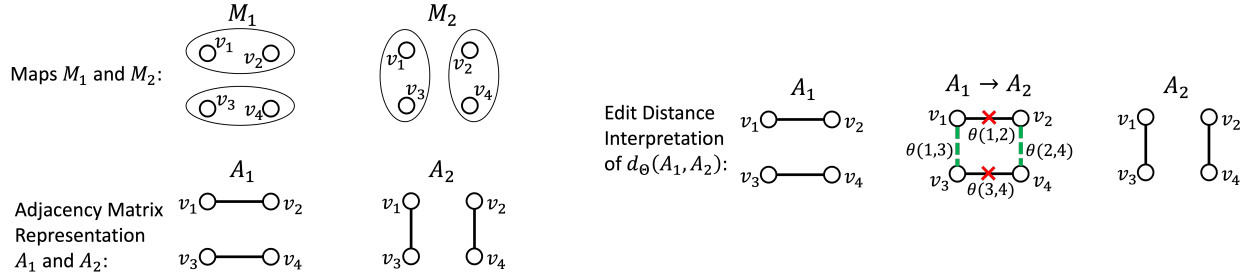 M₁
M₂
Maps M₁ and M₂:
v₁
v₂
v₃
v₄
v₁
v₂
v₃
v₄
A₁
A₂
Adjacency Matrix
Representation
A₁ and A₂:
v₁
v₂
v₃
v₄
v₁
v₂
v₃
v₄
Edit Distance
Interpretation
of d_Θ(A₁, A₂):
A₁
v₁
v₂
v₃
v₄
A₁ → A₂
v₁
v₂
θ(1,2)
θ(1,3)
θ(2,4)
v₃
v₄
θ(3,4)
A₂
v₁
v₂
v₃
v₄